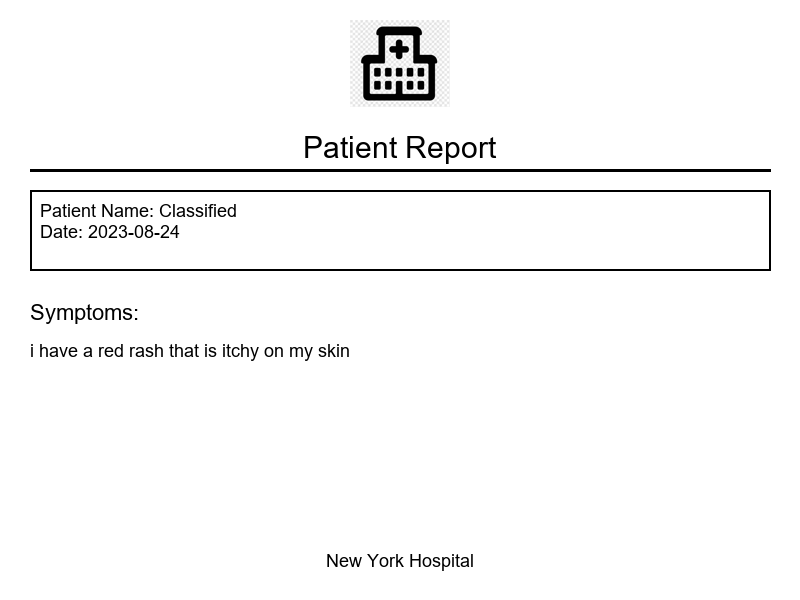 Patient Report
Patient Name: Classified
Date: 2023-08-24
Symptoms:
i have a red rash that is itchy on my skin
New York Hospital